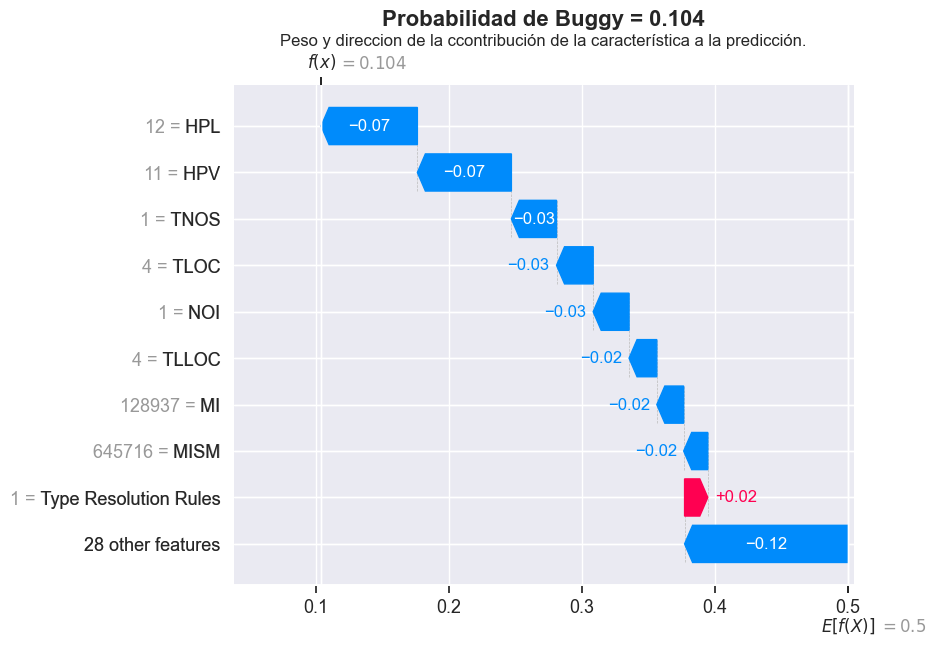 Probabilidad de Buggy = 0.104
Peso y direccion de la ccontribución de la característica a la predicción.
f(x) = 0.104
12 = HPL
−0.07
11 = HPV
−0.07
1 = TNOS
−0.03
4 = TLOC
−0.03
1 = NOI
−0.03
4 = TLLOC
−0.02
128937 = MI
−0.02
645716 = MISM
−0.02
1 = Type Resolution Rules
+0.02
28 other features
−0.12
0.1 0.2 0.3 0.4 0.5
E[f(X)] = 0.5